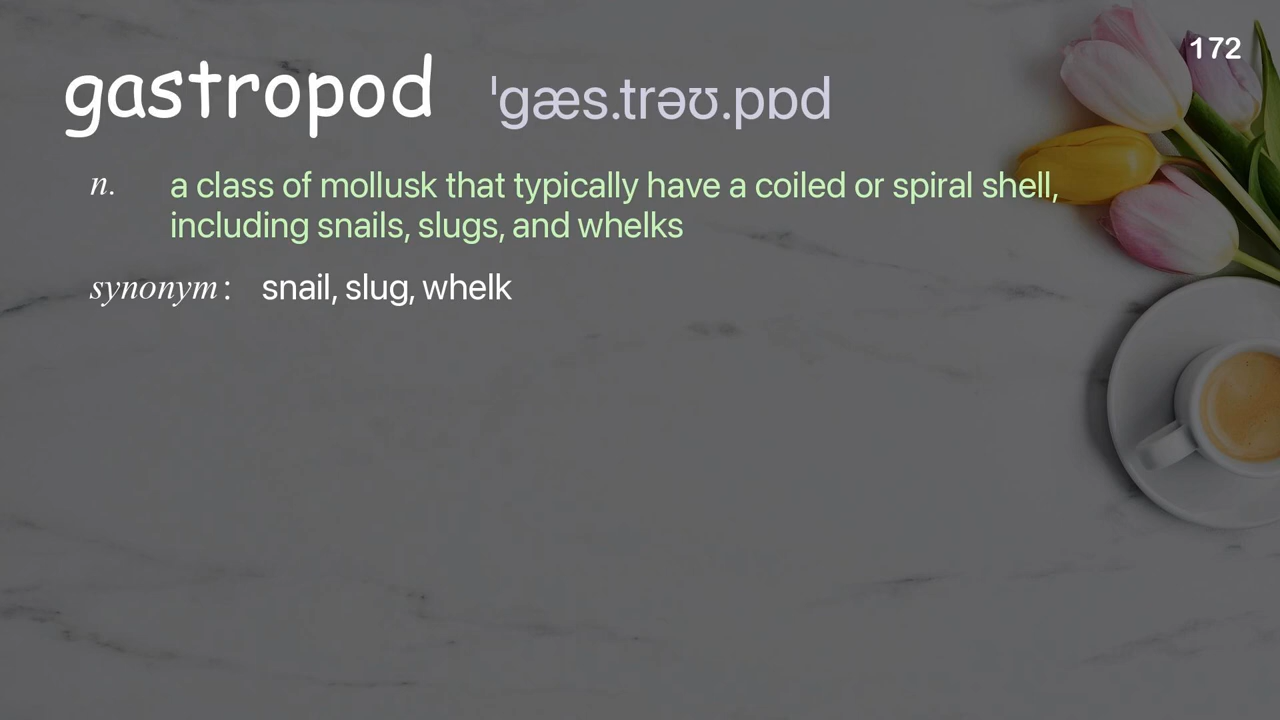 172
gastropod ˈɡæs.trəʊ.pɒd
n. a class of mollusk that typically have a coiled or spiral shell,
including snails, slugs, and whelks
synonym: snail, slug, whelk